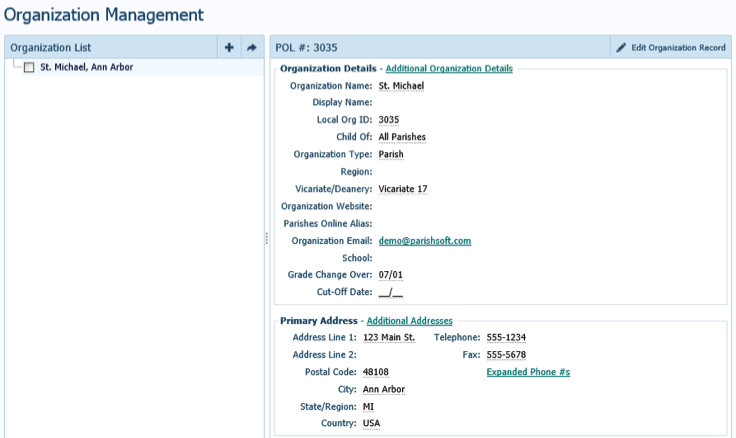 Organization Management
Organization List
St. Michael, Ann Arbor
POL #: 3035 Edit Organization Record
Organization Details - Additional Organization Details
Organization Name: St. Michael
Display Name:
Local Org ID: 3035
Child Of: All Parishes
Organization Type: Parish
Region:
Vicariate/Deanery: Vicariate 17
Organization Website:
Parishes Online Alias:
Organization Email: demo@parishsoft.com
School:
Grade Change Over: 07/01
Cut-Off Date: __/__
Primary Address - Additional Addresses
Address Line 1: 123 Main St. Telephone: 555-1234
Address Line 2: Fax: 555-5678
Postal Code: 48108 Expanded Phone #s
City: Ann Arbor
State/Region: MI
Country: USA